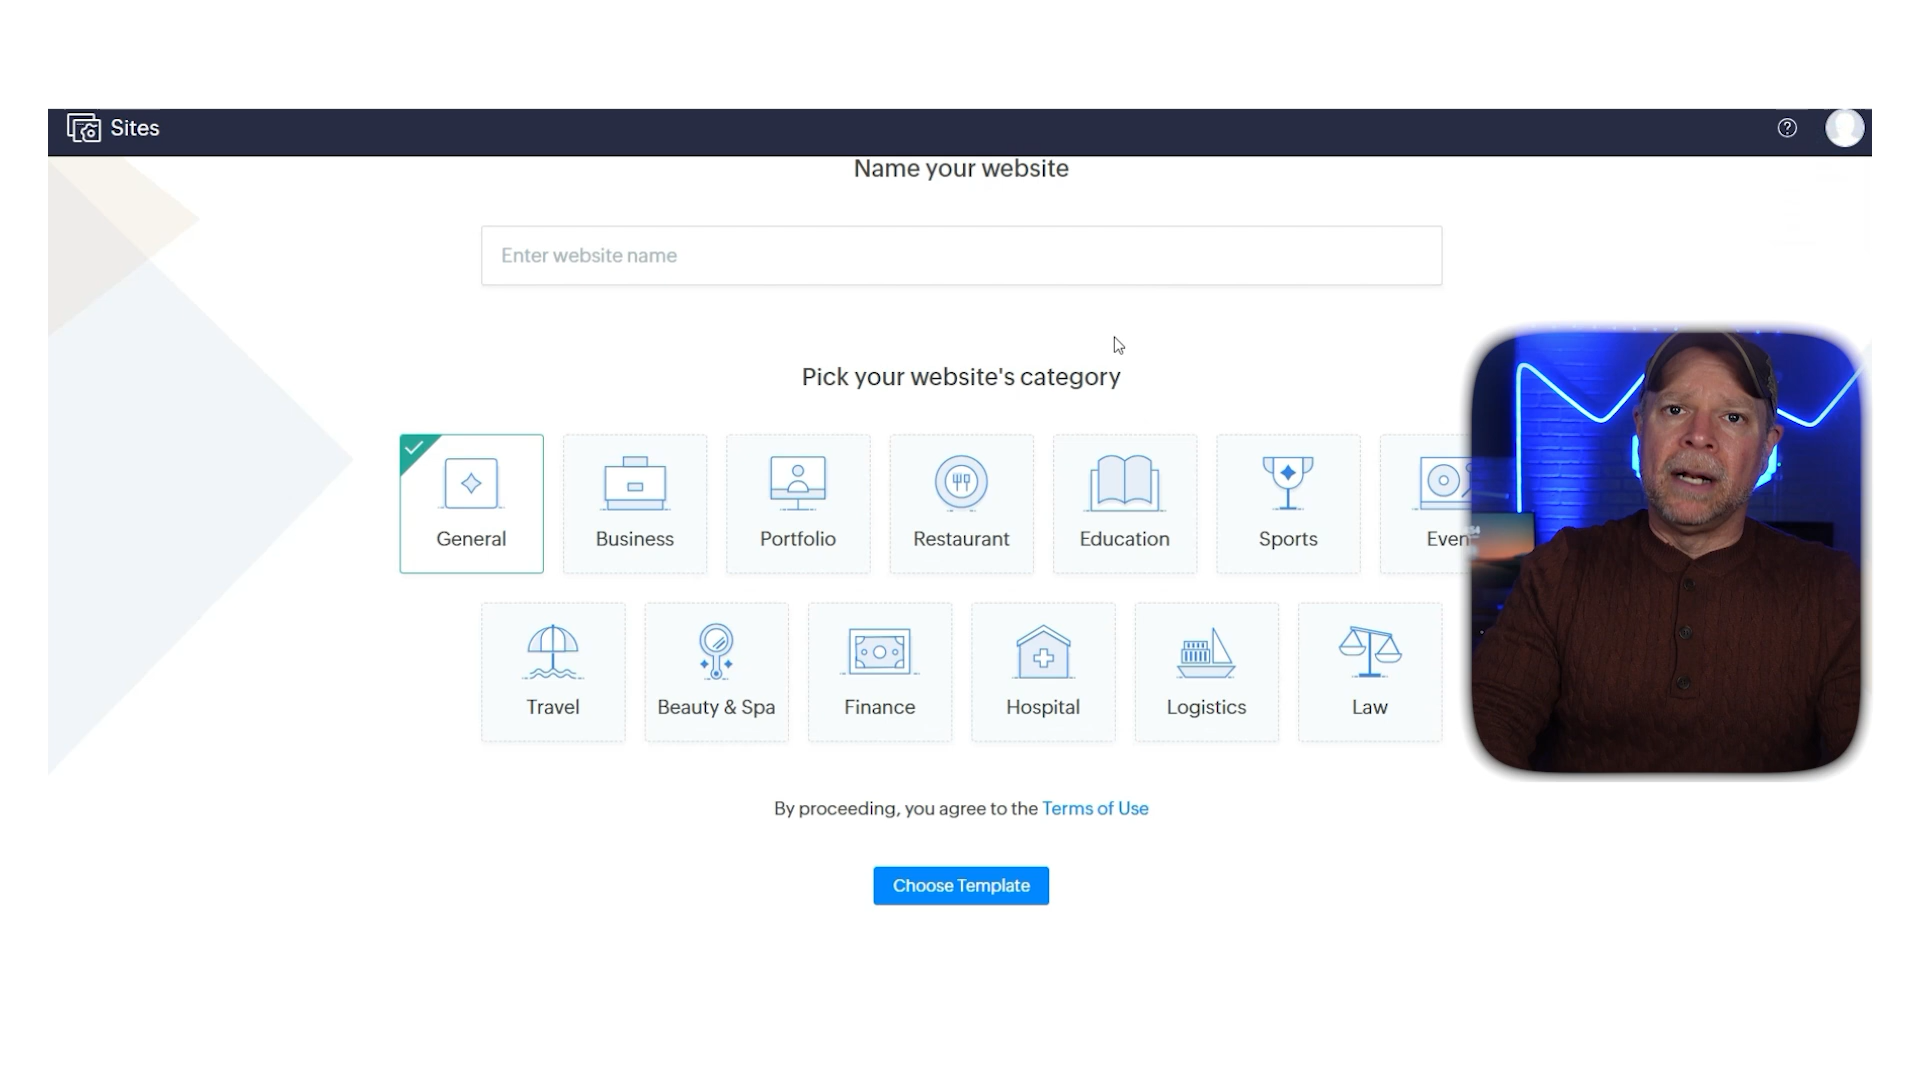 Sites
Name your website
Enter website name
Pick your website's category
General
Business
Portfolio
Restaurant
Education
Sports
Even
Travel
Beauty & Spa
Finance
Hospital
Logistics
Law
By proceeding, you agree to the Terms of Use
Choose Template